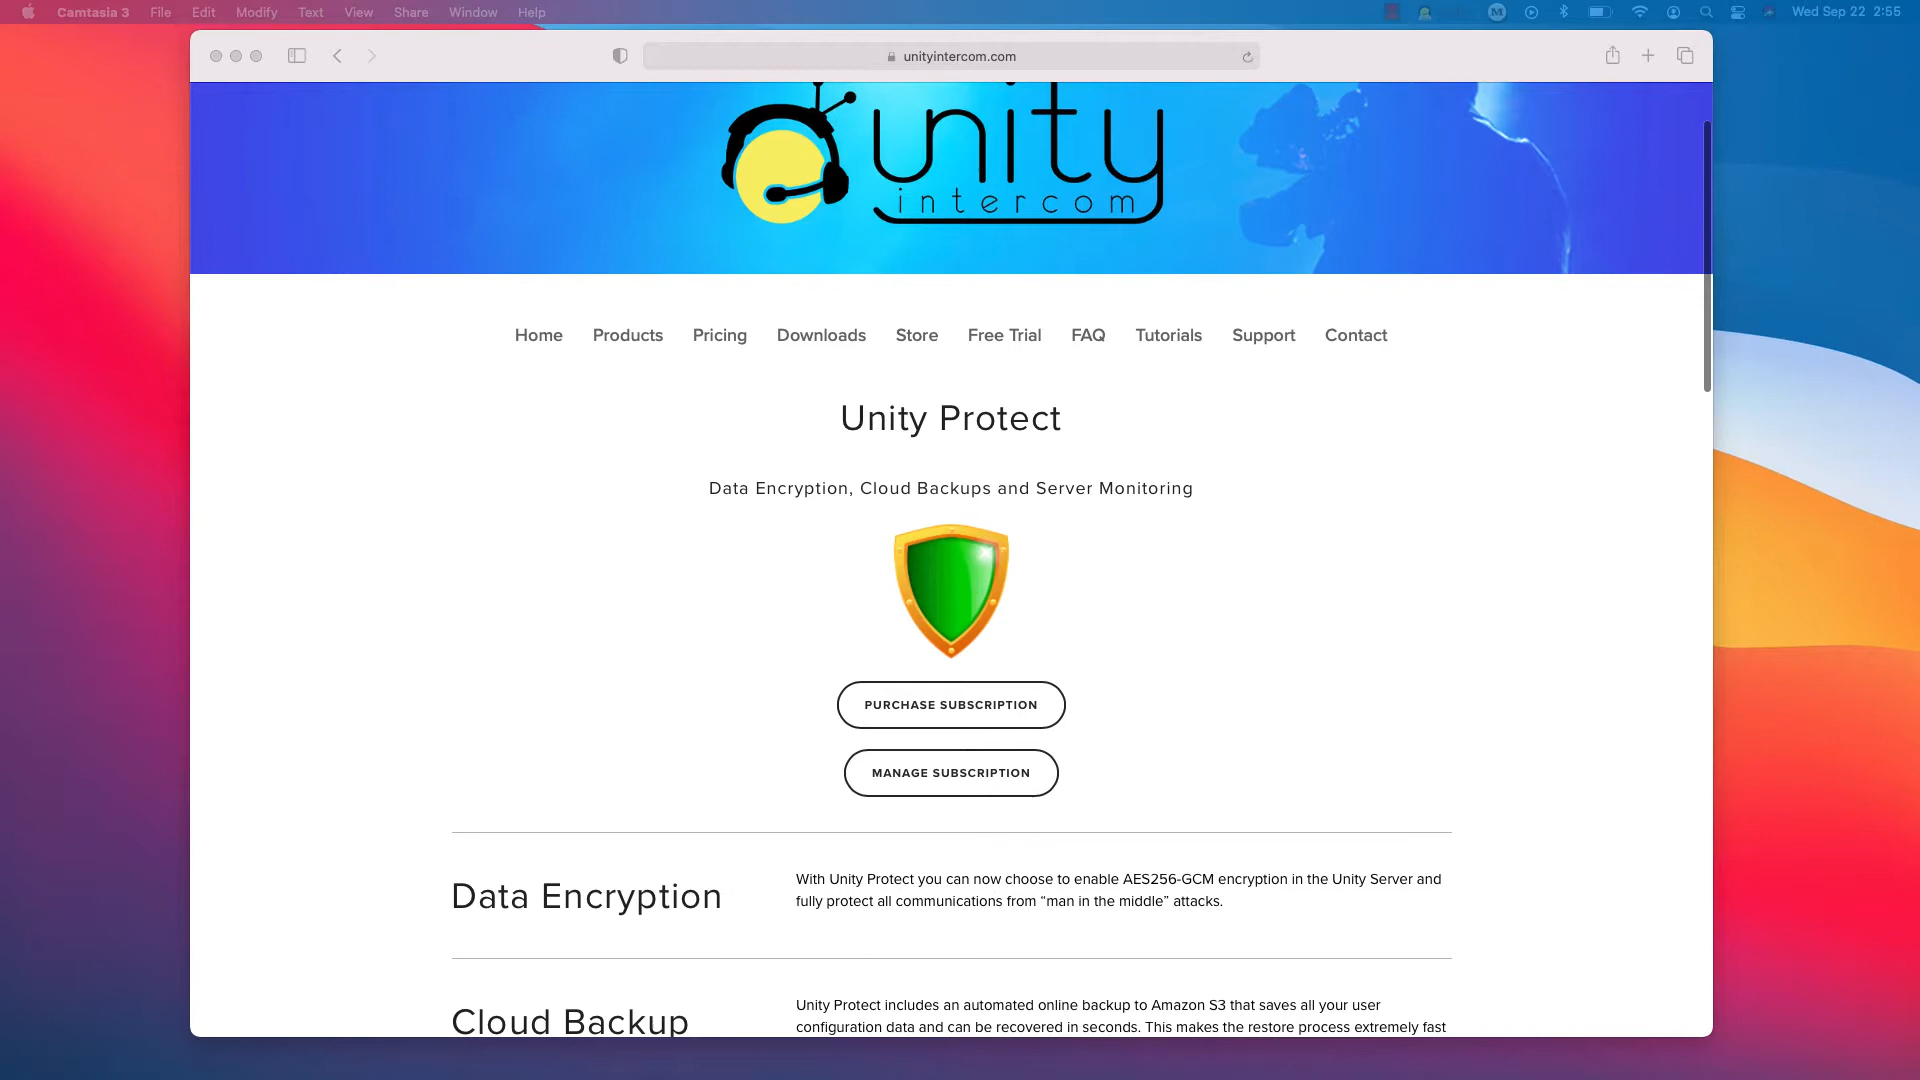 Camtasia 3 File Edit Modify Text View Share Window Help
Wed Sep 22 2:55
unityintercom.com
unity
intercom
Home Products Pricing Downloads Store Free Trial FAQ Tutorials Support Contact
Unity Protect
Data Encryption, Cloud Backups and Server Monitoring
PURCHASE SUBSCRIPTION
MANAGE SUBSCRIPTION
Data Encryption
With Unity Protect you can now choose to enable AES256-GCM encryption in the Unity Server and
fully protect all communications from “man in the middle” attacks.
Cloud Backup
Unity Protect includes an automated online backup to Amazon S3 that saves all your user
configuration data and can be recovered in seconds. This makes the restore process extremely fast